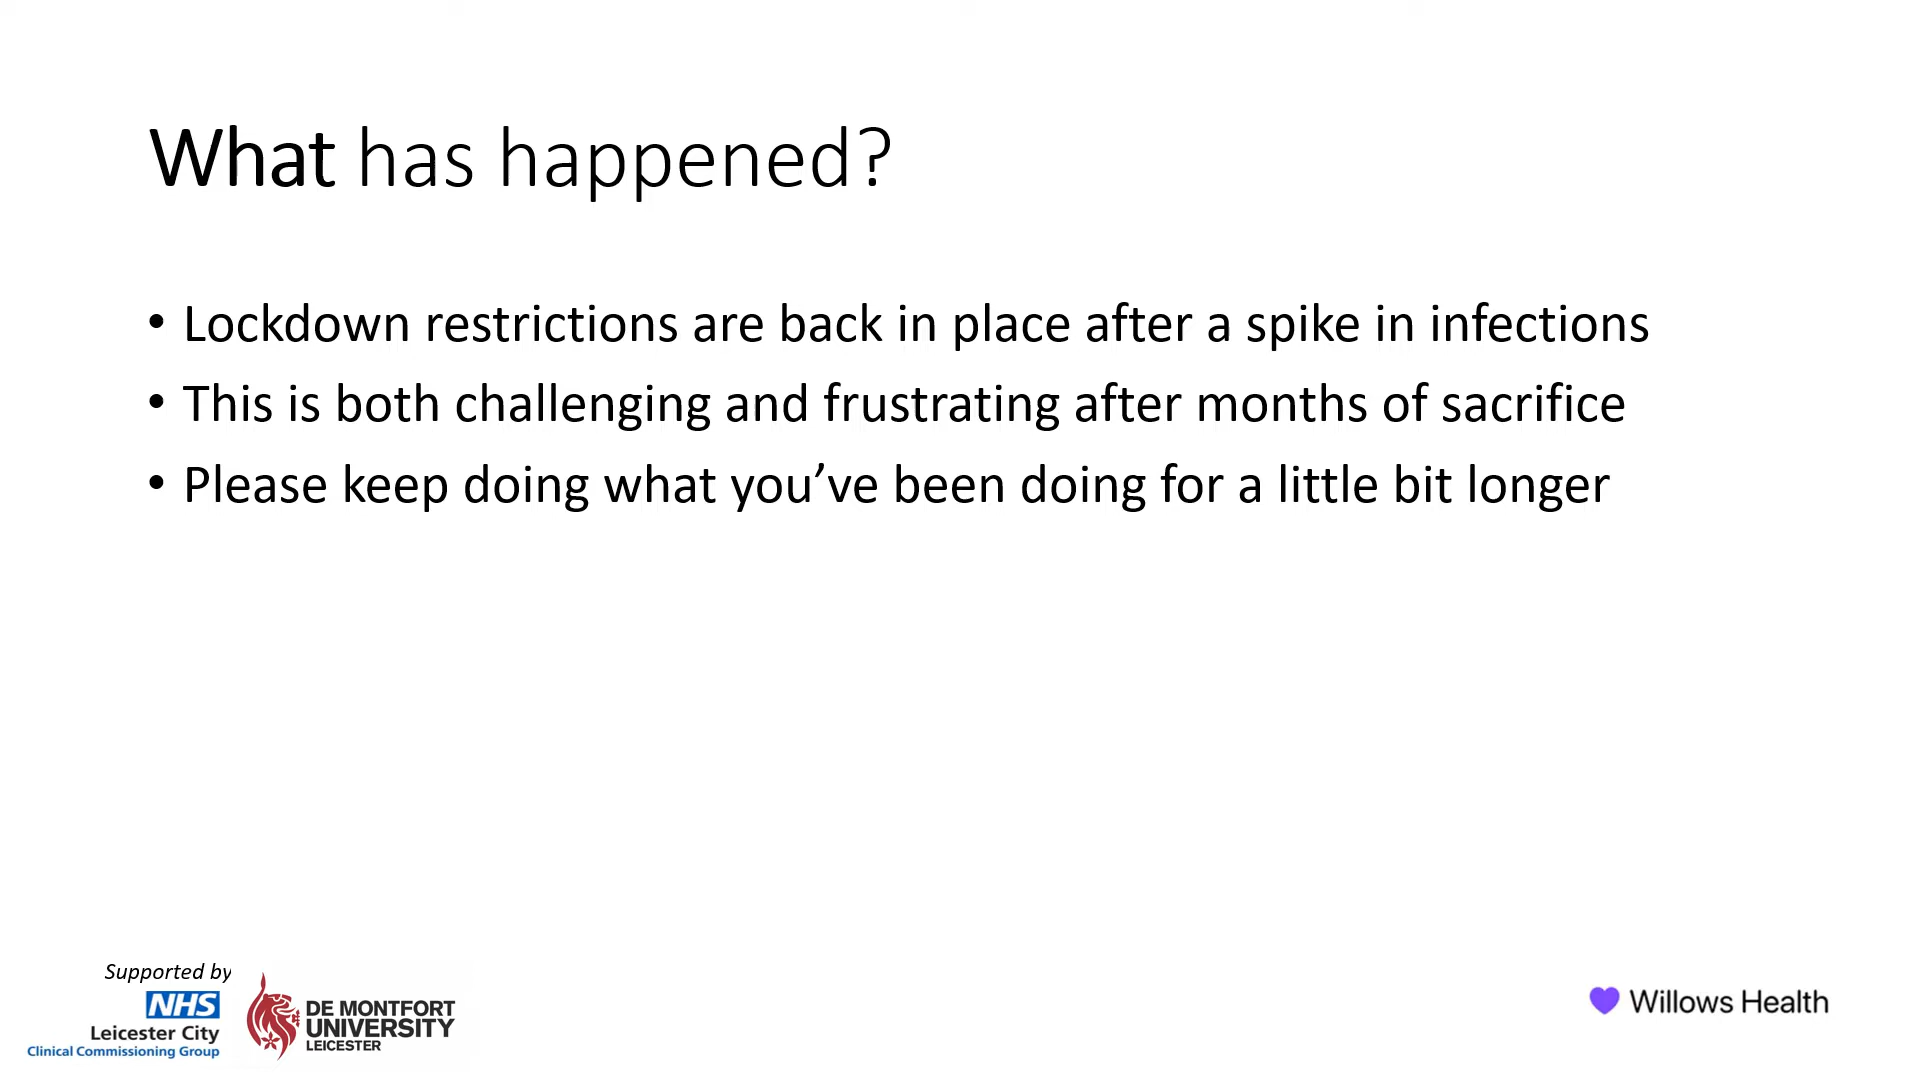 What has happened?
• Lockdown restrictions are back in place after a spike in infections
• This is both challenging and frustrating after months of sacrifice
• Please keep doing what you’ve been doing for a little bit longer
Supported by
NHS
Leicester City
Clinical Commissioning Group
DE MONTFORT
UNIVERSITY
LEICESTER
Willows Health